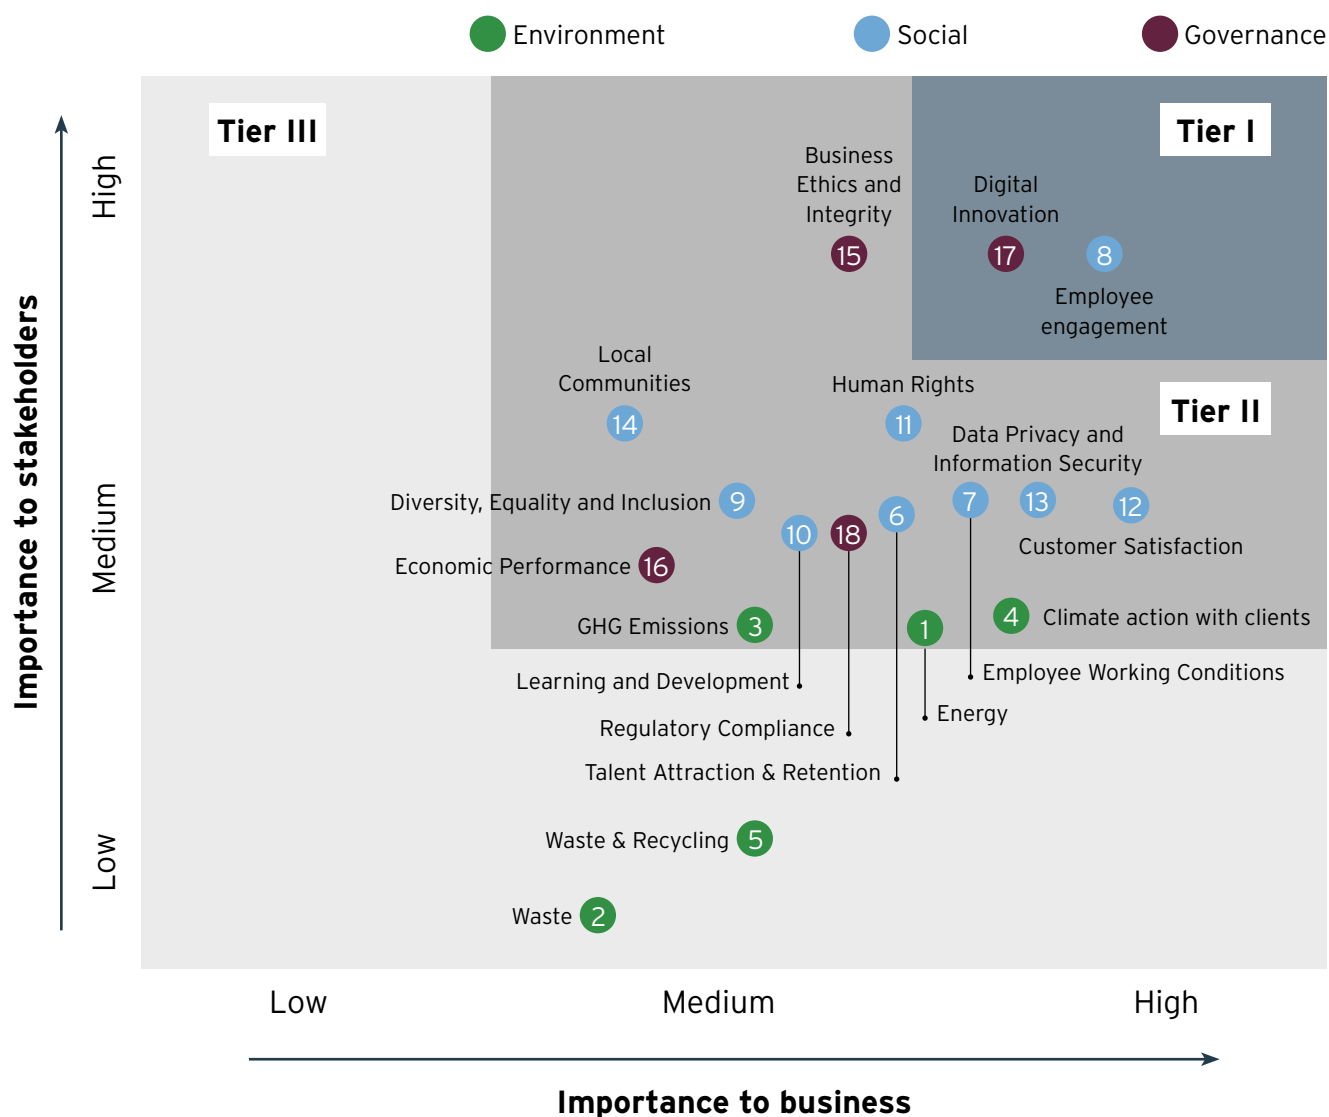 Environment
Social
Governance
Tier III
Tier I
Business
Ethics and
Integrity
15
Digital
Innovation
17
8
Employee
engagement
Local
Communities
14
Human Rights
11
Tier II
Data Privacy and
Information Security
Diversity, Equality and Inclusion
9
7
13
12
6
10
18
Customer Satisfaction
Economic Performance
16
GHG Emissions
3
1
4
Climate action with clients
Learning and Development
Employee Working Conditions
Energy
Regulatory Compliance
Talent Attraction & Retention
Waste & Recycling
5
Waste
2
High
Medium
Low
Importance to stakeholders
Low
Medium
High
Importance to business